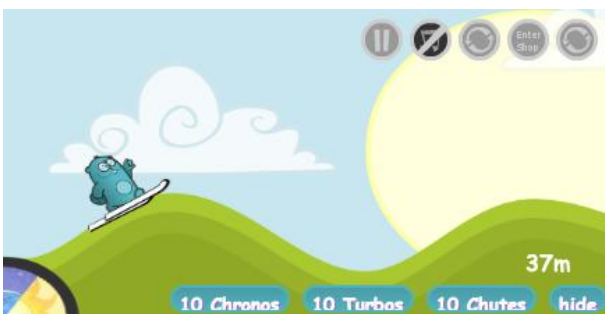 Enter
Shop
37m
10 Chronos
10 Turbos
10 Chutes
hide